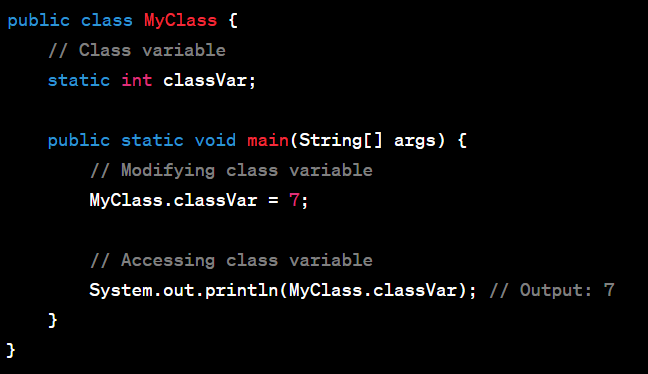 public class MyClass {
    // Class variable
    static int classVar;

    public static void main(String[] args) {
        // Modifying class variable
        MyClass.classVar = 7;

        // Accessing class variable
        System.out.println(MyClass.classVar); // Output: 7
    }
}